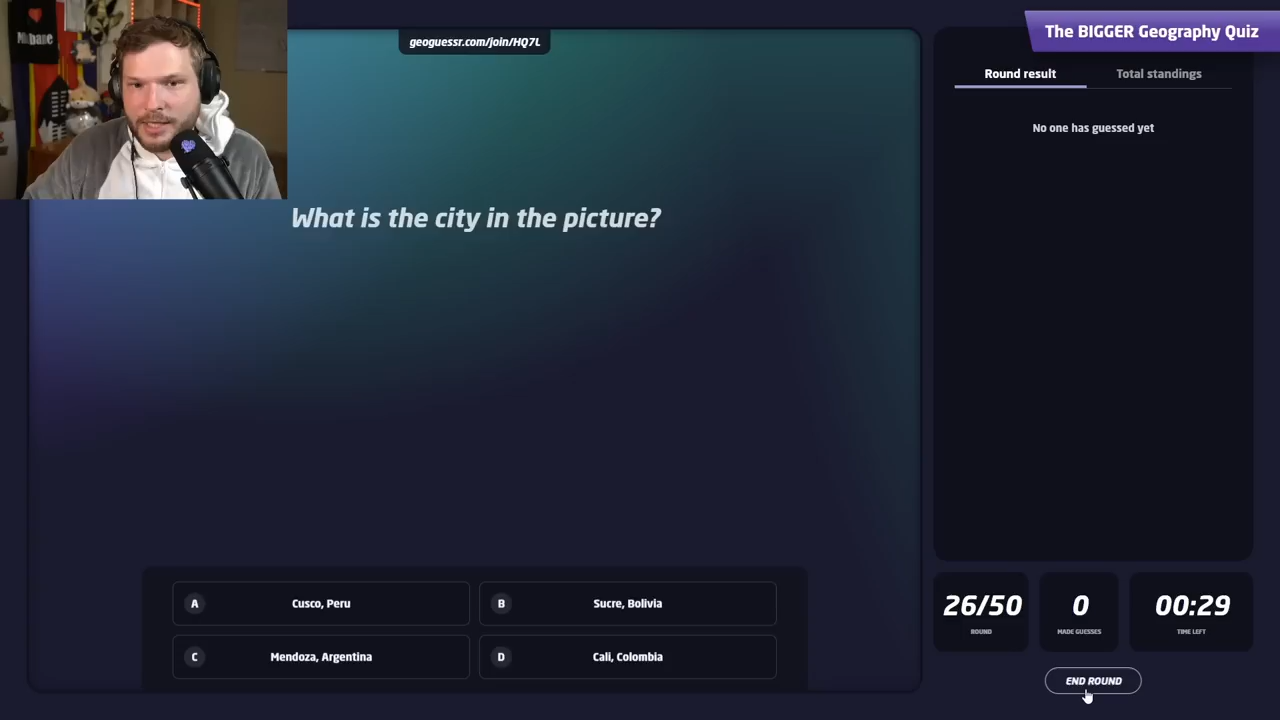 geoguessr.com/join/HQ7L
The BIGGER Geography Quiz
Round result
Total standings
No one has guessed yet
What is the city in the picture?
A
Cusco, Peru
B
Sucre, Bolivia
C
Mendoza, Argentina
D
Cali, Colombia
26/50
ROUND
0
MADE GUESSES
00:29
TIME LEFT
END ROUND